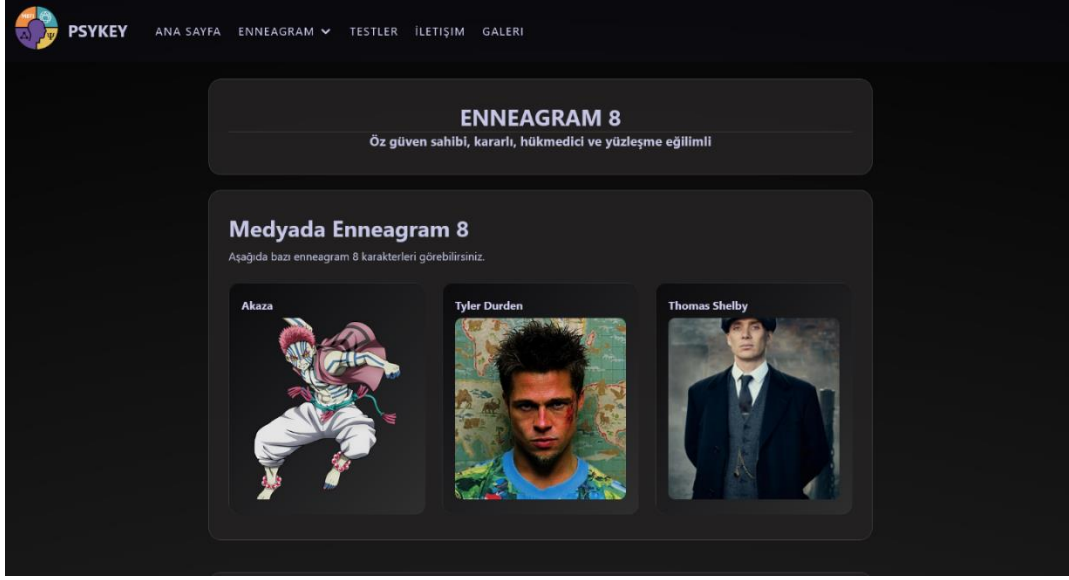 PSYKEY
ANA SAYFA ENNEAGRAM TESTLER İLETİŞIM GALERI
ENNEAGRAM 8
Öz güven sahibi, kararlı, hükmedici ve yüzleşme eğilimli
Medyada Enneagram 8
Aşağıda bazı enneagram 8 karakterleri görebilirsiniz.
Akaza
Tyler Durden
Thomas Shelby